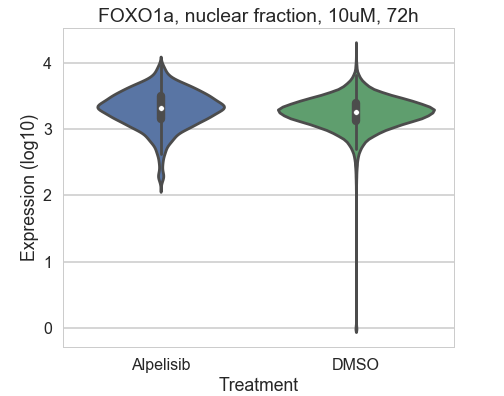 FOXO1a, nuclear fraction, 10uM, 72h
Expression (log10)
4
3
2
1
0
Alpelisib
DMSO
Treatment